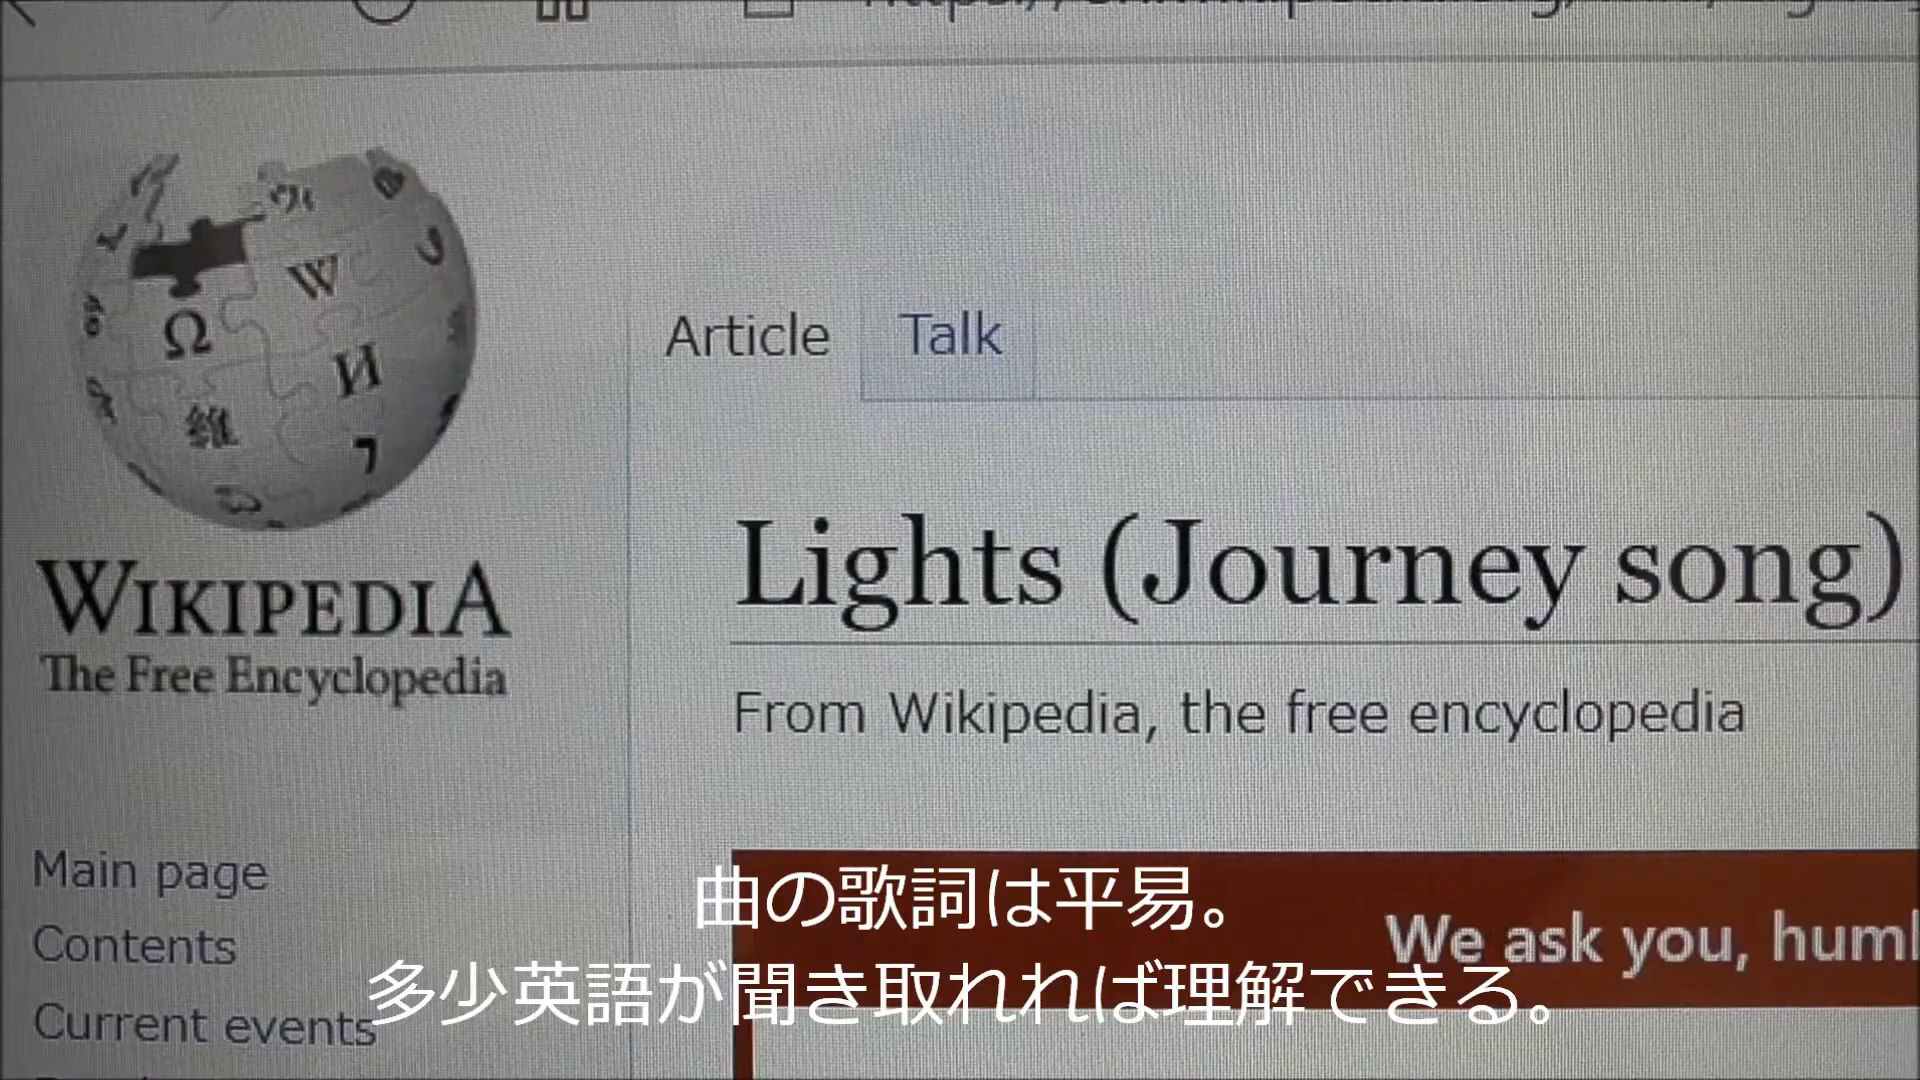 Ω
W
И
維
WIKIPEDIA
The Free Encyclopedia
Main page
Contents
Current events
Article
Talk
Lights (Journey song)
From Wikipedia, the free encyclopedia
We ask you,
曲の歌詞は平易。
多少英語が聞き取れれば理解できる。